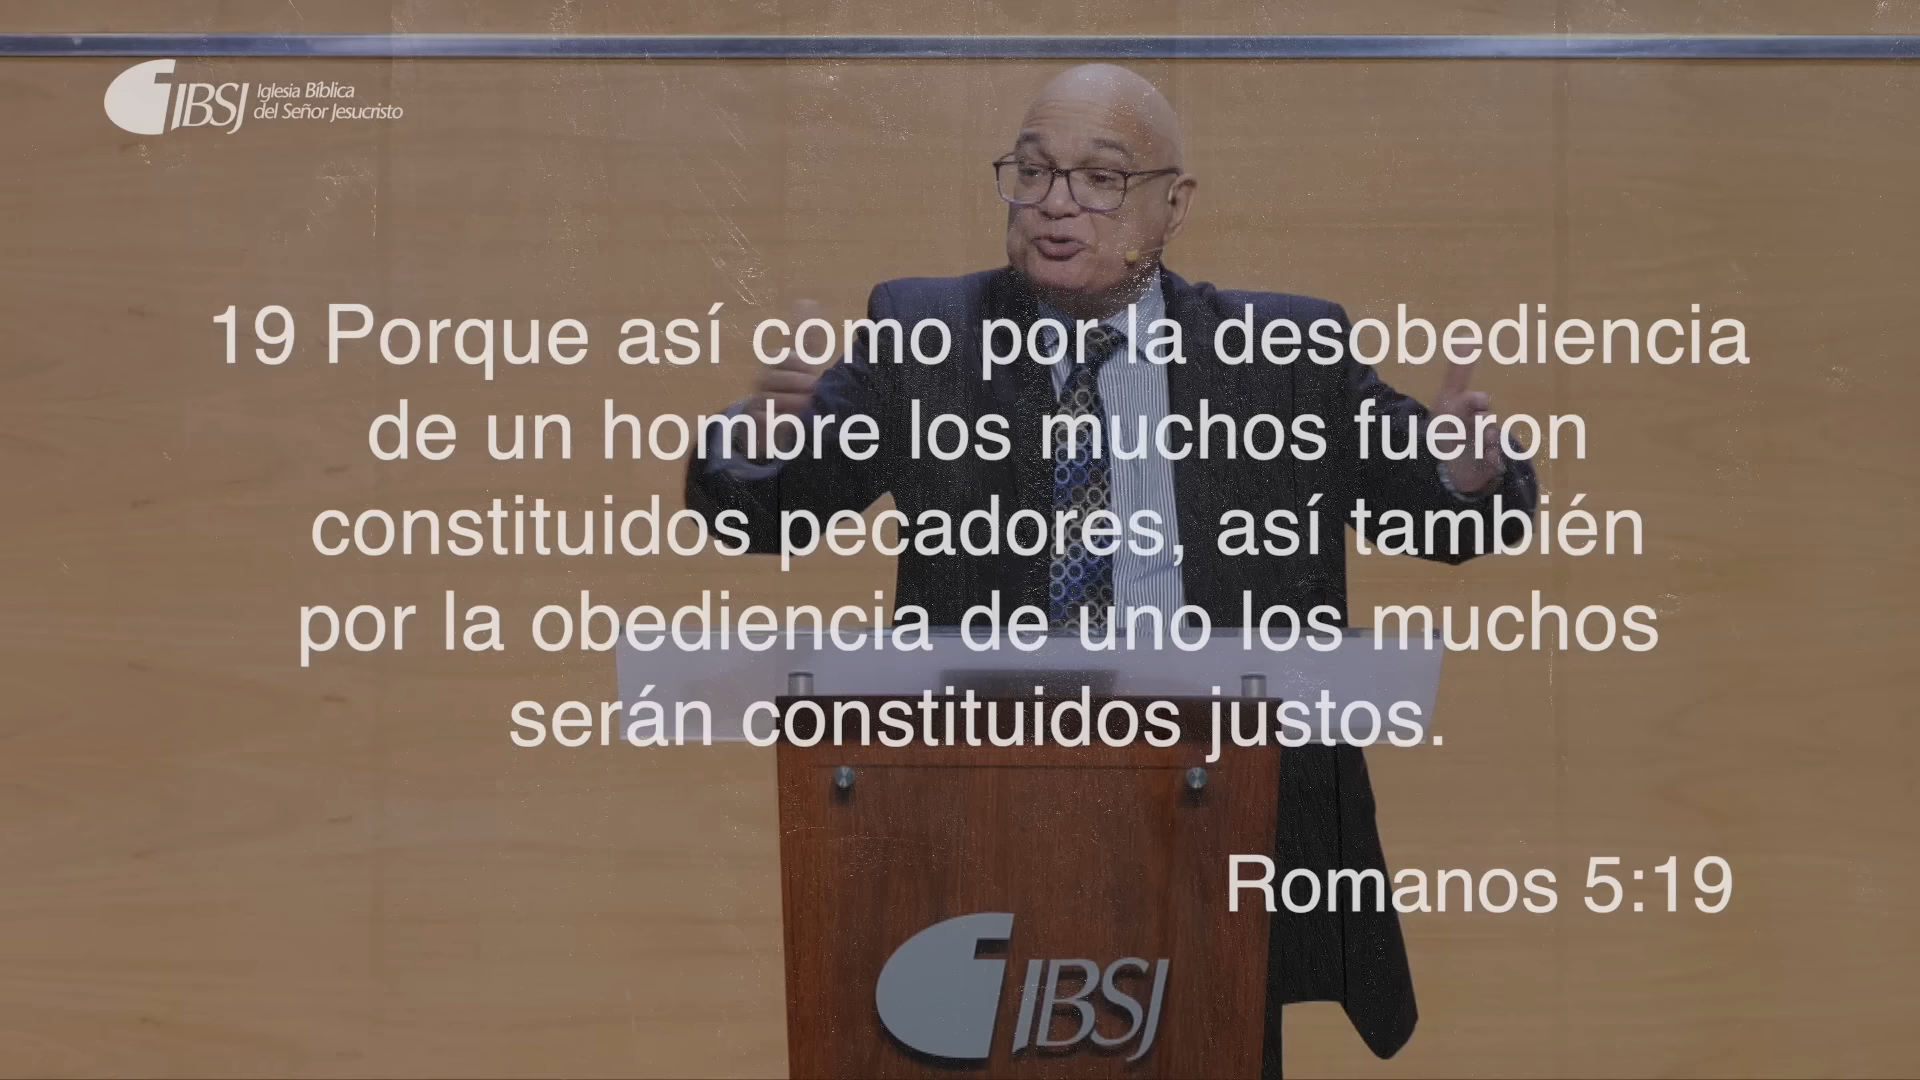 IBSJ Iglesia Bíblica
del Señor Jesucristo
19 Porque así como por la desobediencia
de un hombre los muchos fueron
constituidos pecadores, así también
por la obediencia de uno los muchos
serán constituidos justos.
Romanos 5:19
IBSJ